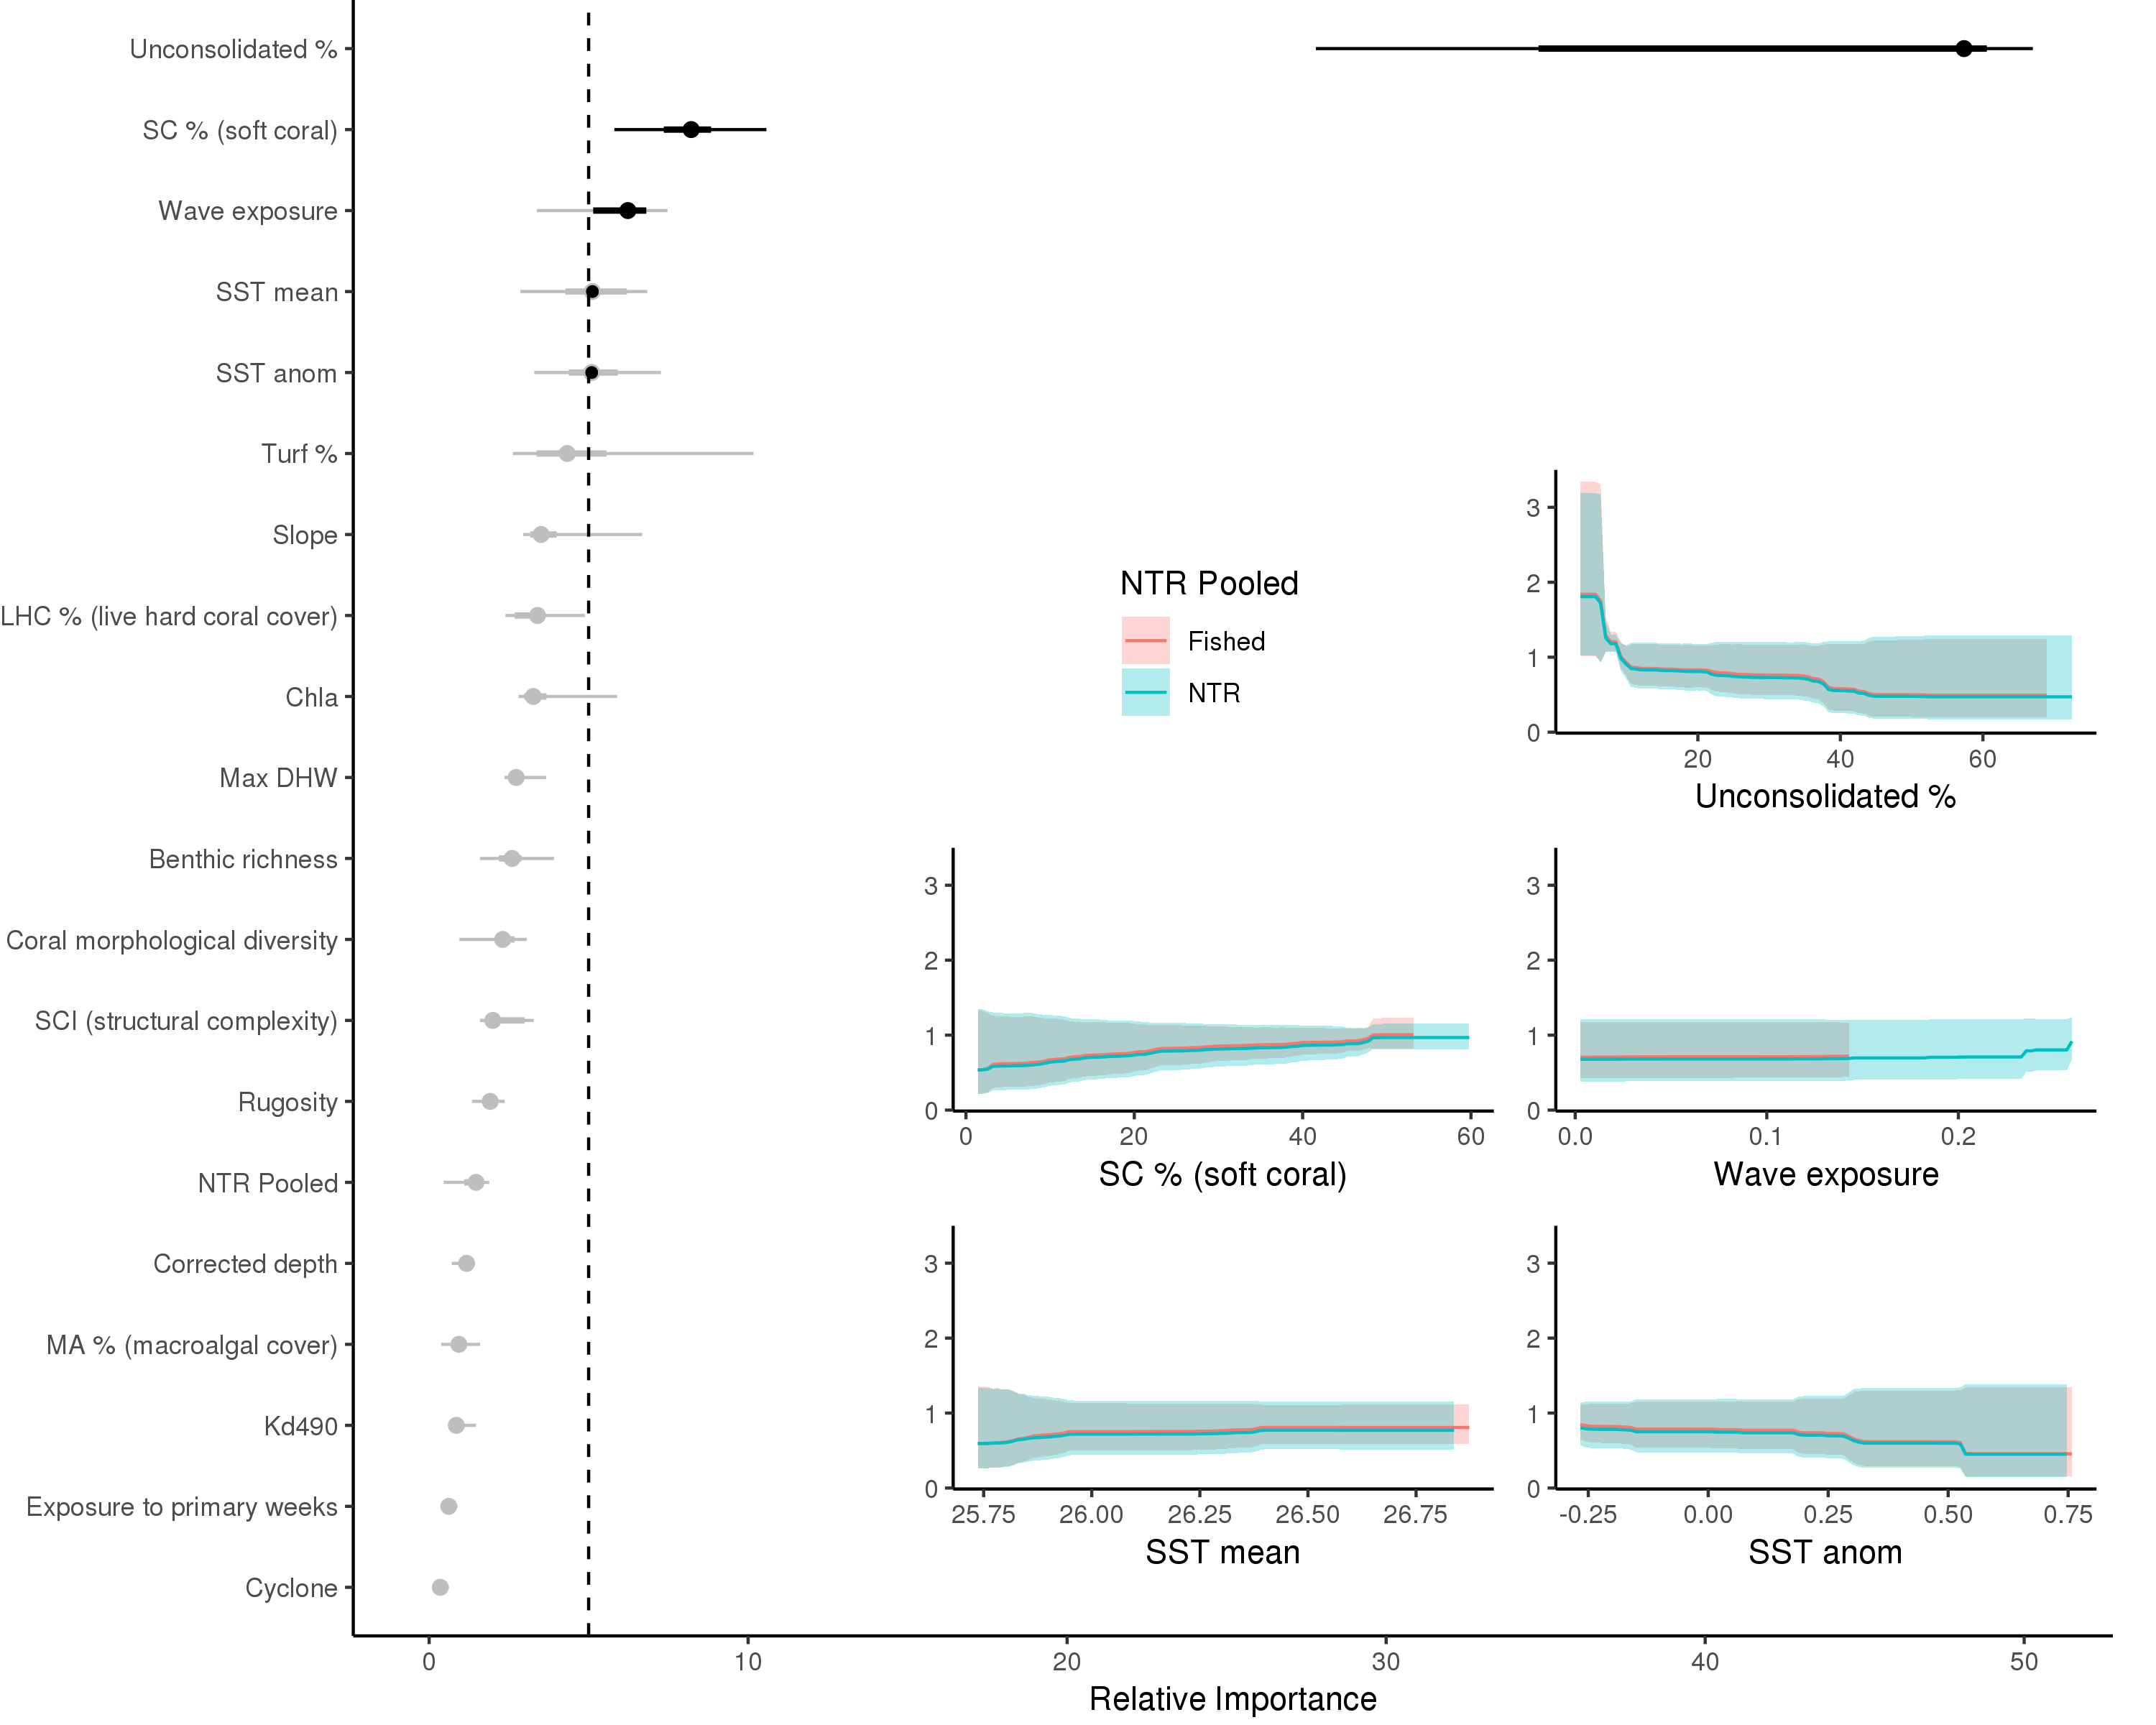 Unconsolidated %
SC % (soft coral)
Wave exposure
SST mean
SST anom
Turf %
Slope
LHC % (live hard coral cover)
Chla
Max DHW
Benthic richness
Coral morphological diversity
SCI (structural complexity)
Rugosity
NTR Pooled
Corrected depth
MA % (macroalgal cover)
Kd490
Exposure to primary weeks
Cyclone
0 10 20 30 40 50
Relative Importance
NTR Pooled
Fished
NTR
3
2
1
0
20 40 60
Unconsolidated %
3
2
1
0
0 20 40 60
SC % (soft coral)
3
2
1
0
0.0 0.1 0.2
Wave exposure
3
2
1
0
25.75 26.00 26.25 26.50 26.75
SST mean
3
2
1
0
-0.25 0.00 0.25 0.50 0.75
SST anom